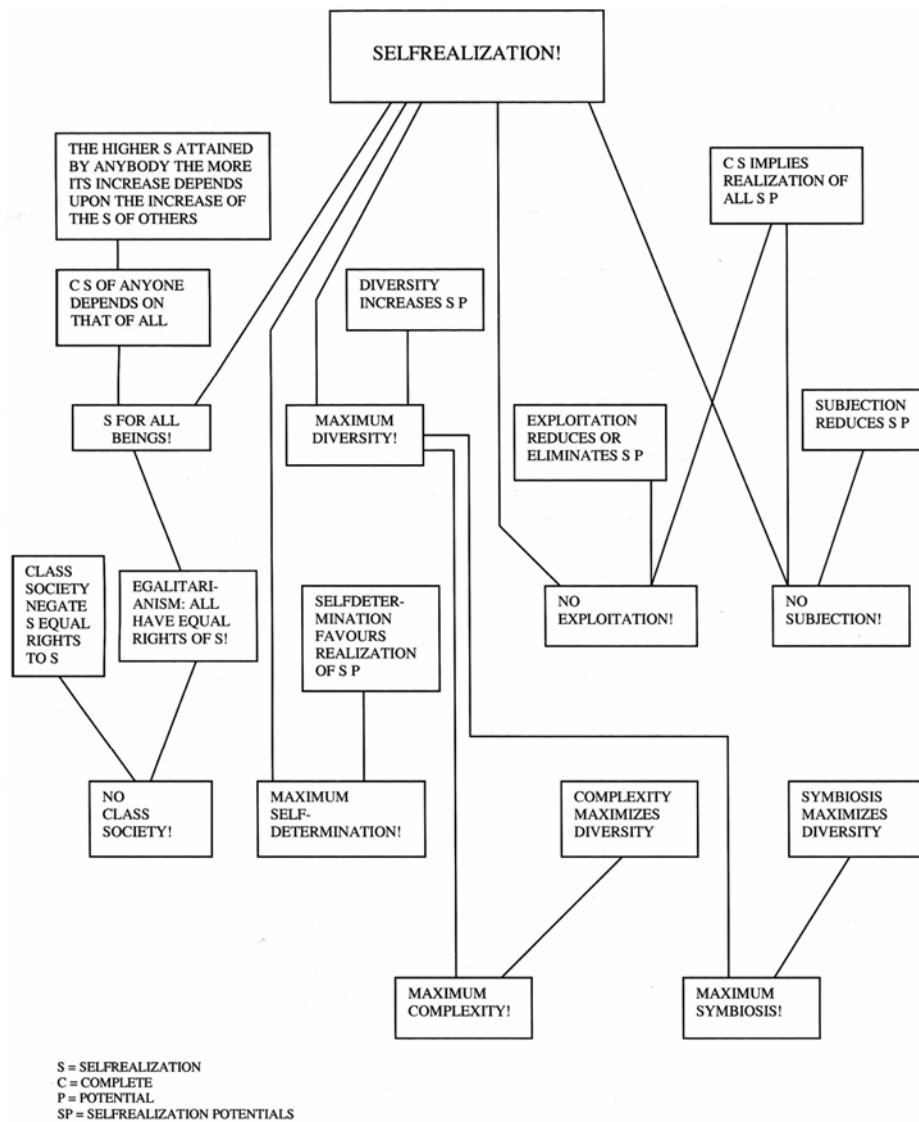 SELFREALIZATION!
THE HIGHER S ATTAINED
BY ANYBODY THE MORE
ITS INCREASE DEPENDS
UPON THE INCREASE OF
THE S OF OTHERS
C S IMPLIES
REALIZATION OF
ALL S P
C S OF ANYONE
DEPENDS ON
THAT OF ALL
DIVERSITY
INCREASES S P
S FOR ALL
BEINGS!
MAXIMUM
DIVERSITY!
EXPLOITATION
REDUCES OR
ELIMINATES S P
SUBJECTION
REDUCES S P
CLASS
SOCIETY
NEGATE
S EQUAL
RIGHTS
TO S
EGALITARI-
ANISM: ALL
HAVE EQUAL
RIGHTS OF S!
SELFDETER-
MINATION
FAVOURS
REALIZATION
OF S P
NO
EXPLOITATION!
NO
SUBJECTION!
NO
CLASS
SOCIETY!
MAXIMUM
SELF-
DETERMINATION!
COMPLEXITY
MAXIMIZES
DIVERSITY
SYMBIOSIS
MAXIMIZES
DIVERSITY
MAXIMUM
COMPLEXITY!
MAXIMUM
SYMBIOSIS!
S = SELFREALIZATION
C = COMPLETE
P = POTENTIAL
SP = SELFREALIZATION POTENTIALS